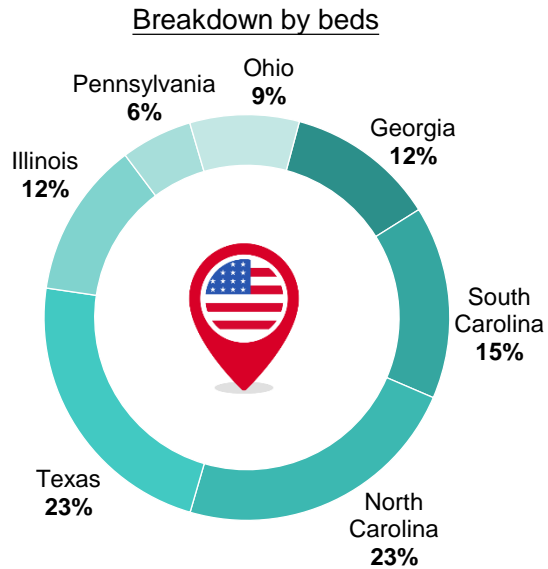 Breakdown by beds
Ohio
9%
Georgia
12%
South
Carolina
15%
North
Carolina
23%
Texas
23%
Illinois
12%
Pennsylvania
6%